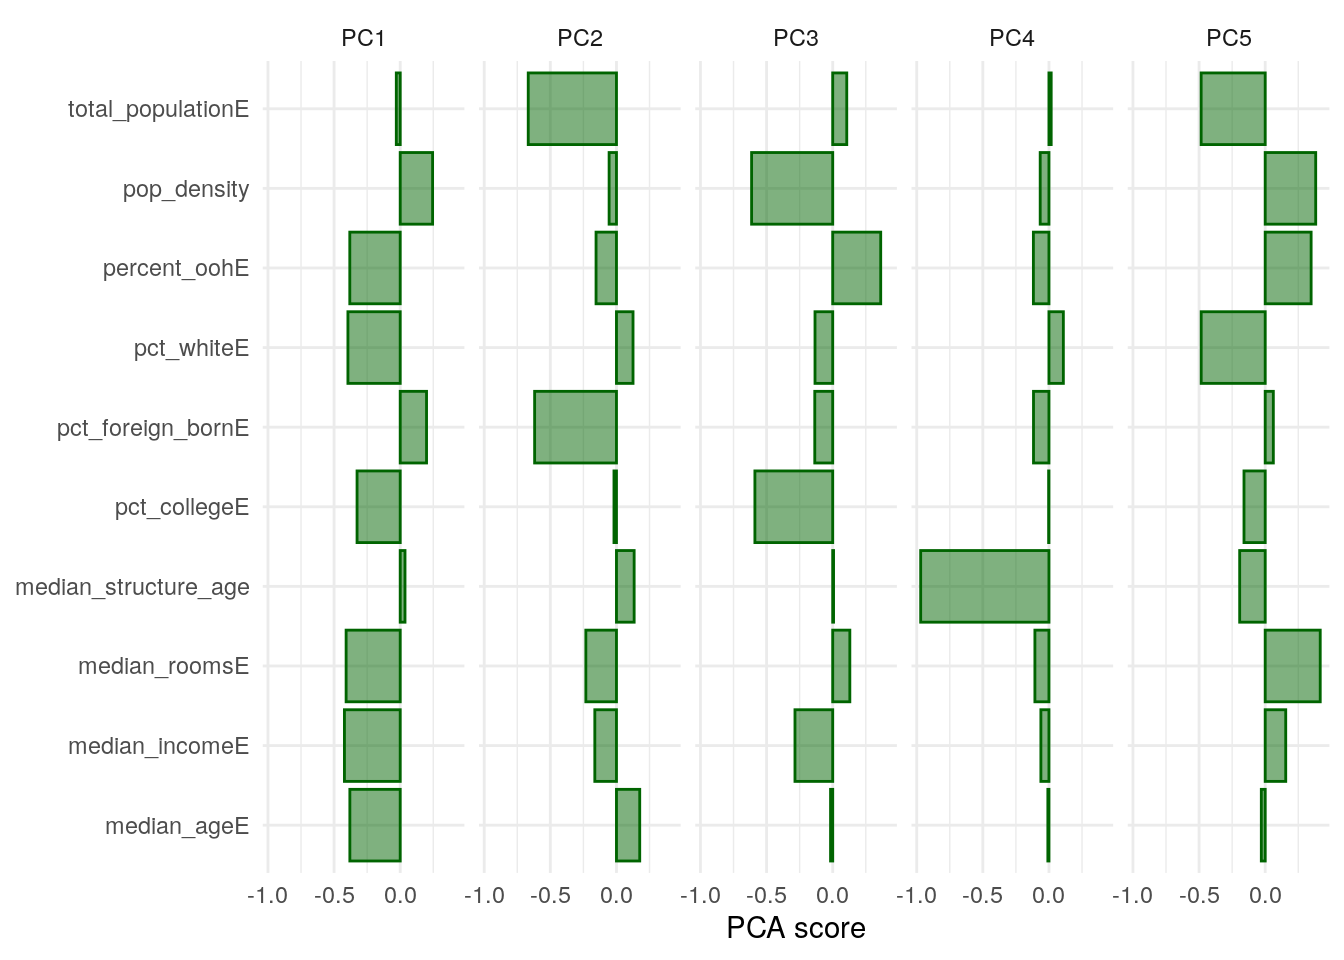 PC1 PC2 PC3 PC4 PC5
total_populationE
pop_density
percent_oohE
pct_whiteE
pct_foreign_bornE
pct_collegeE
median_structure_age
median_roomsE
median_incomeE
median_ageE
-1.0 -0.5 0.0 -1.0 -0.5 0.0 -1.0 -0.5 0.0 -1.0 -0.5 0.0 -1.0 -0.5 0.0
PCA score